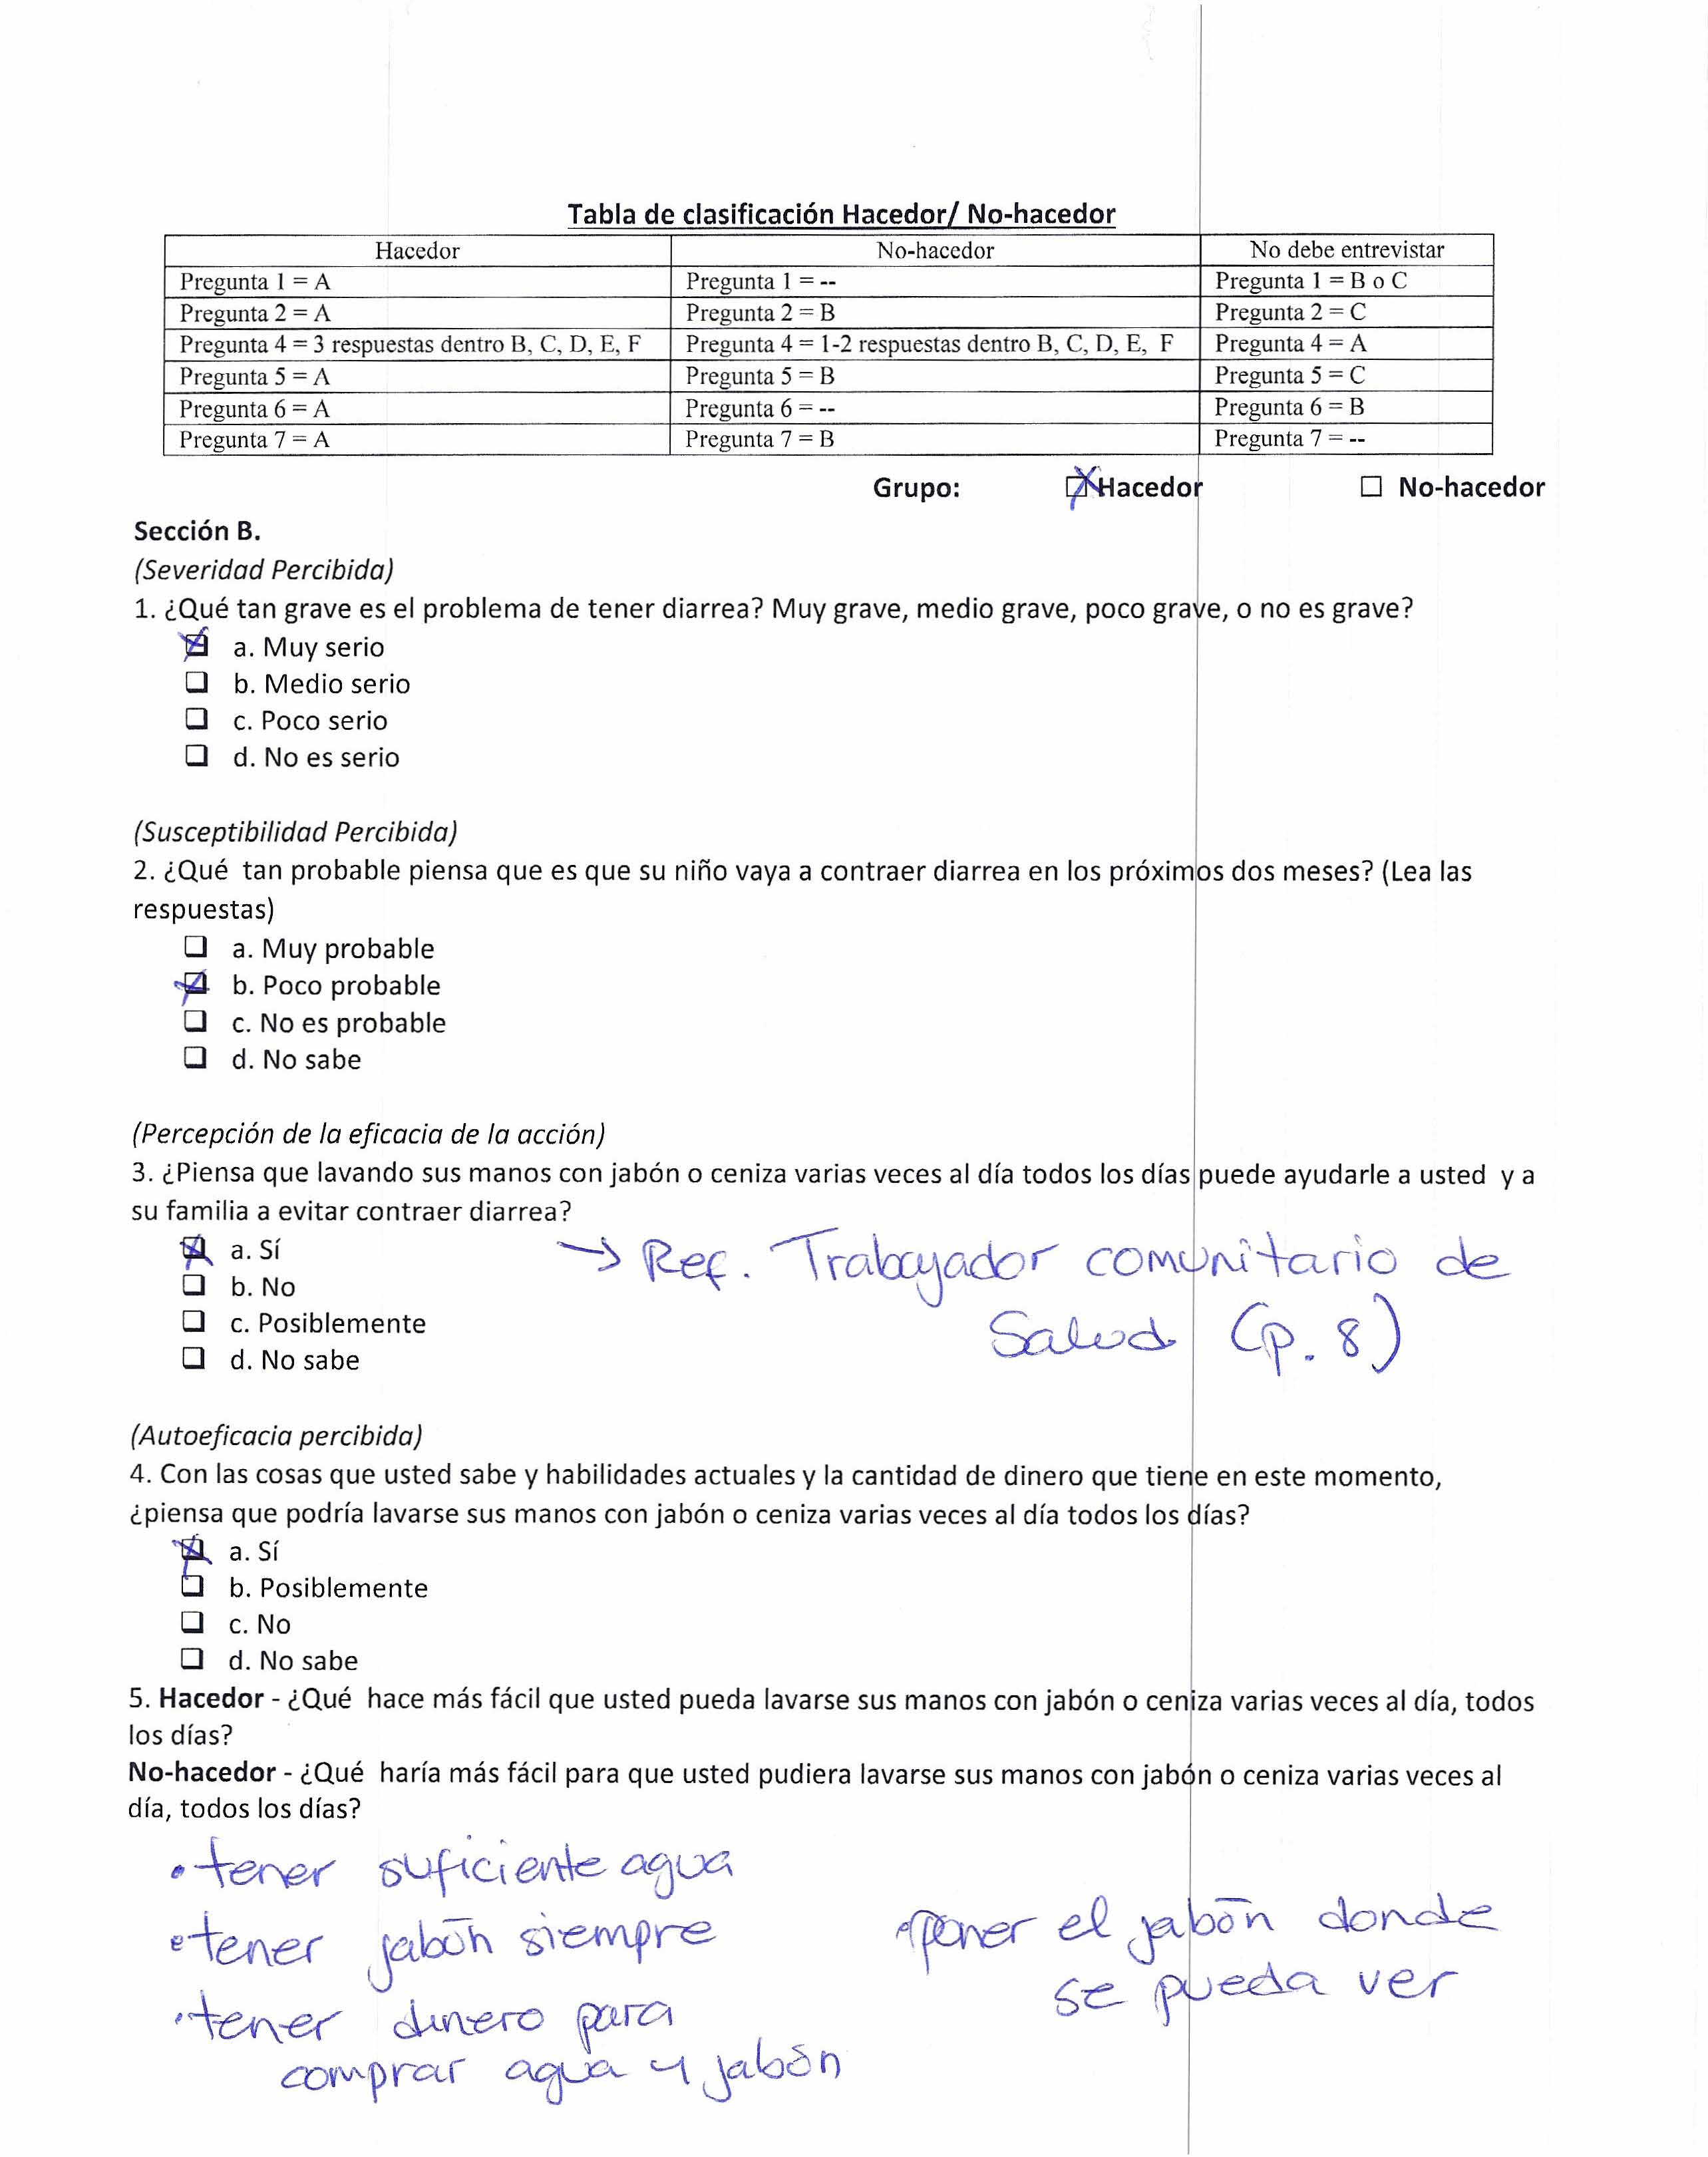 Tabla de clasificación Hacedor/ No-hacedor
Hacedor No-hacedor No debe entrevistar
Pregunta 1 = A Pregunta 1 = -- Pregunta 1 = B o C
Pregunta 2 = A Pregunta 2 = B Pregunta 2 = C
Pregunta 4 = 3 respuestas dentro B, C, D, E, F Pregunta 4 = 1-2 respuestas dentro B, C, D, E, F Pregunta 4 = A
Pregunta 5 = A Pregunta 5 = B Pregunta 5 = C
Pregunta 6 = A Pregunta 6 = -- Pregunta 6 = B
Pregunta 7 = A Pregunta 7 = B Pregunta 7 = --
Grupo: ☒ Hacedor ☐ No-hacedor
Sección B.
(Severidad Percibida)
1. ¿Qué tan grave es el problema de tener diarrea? Muy grave, medio grave, poco grave, o no es grave?
☒ a. Muy serio
☐ b. Medio serio
☐ c. Poco serio
☐ d. No es serio
(Susceptibilidad Percibida)
2. ¿Qué tan probable piensa que es que su niño vaya a contraer diarrea en los próximos dos meses? (Lea las
respuestas)
☐ a. Muy probable
☒ b. Poco probable
☐ c. No es probable
☐ d. No sabe
(Percepción de la eficacia de la acción)
3. ¿Piensa que lavando sus manos con jabón o ceniza varias veces al día todos los días puede ayudarle a usted y a
su familia a evitar contraer diarrea?
☒ a. Sí
☐ b. No
☐ c. Posiblemente
☐ d. No sabe
→ Ref. Trabayador comunitario de
Salud (p. 8)
(Autoeficacia percibida)
4. Con las cosas que usted sabe y habilidades actuales y la cantidad de dinero que tiene en este momento,
¿piensa que podría lavarse sus manos con jabón o ceniza varias veces al día todos los días?
☒ a. Sí
☐ b. Posiblemente
☐ c. No
☐ d. No sabe
5. Hacedor - ¿Qué hace más fácil que usted pueda lavarse sus manos con jabón o ceniza varias veces al día, todos
los días?
No-hacedor - ¿Qué haría más fácil para que usted pudiera lavarse sus manos con jabón o ceniza varias veces al
día, todos los días?
• tener suficiente agua
• tener jabón siempre
• tener dinero para
comprar agua y jabón
• poner el jabón donde
se pueda ver